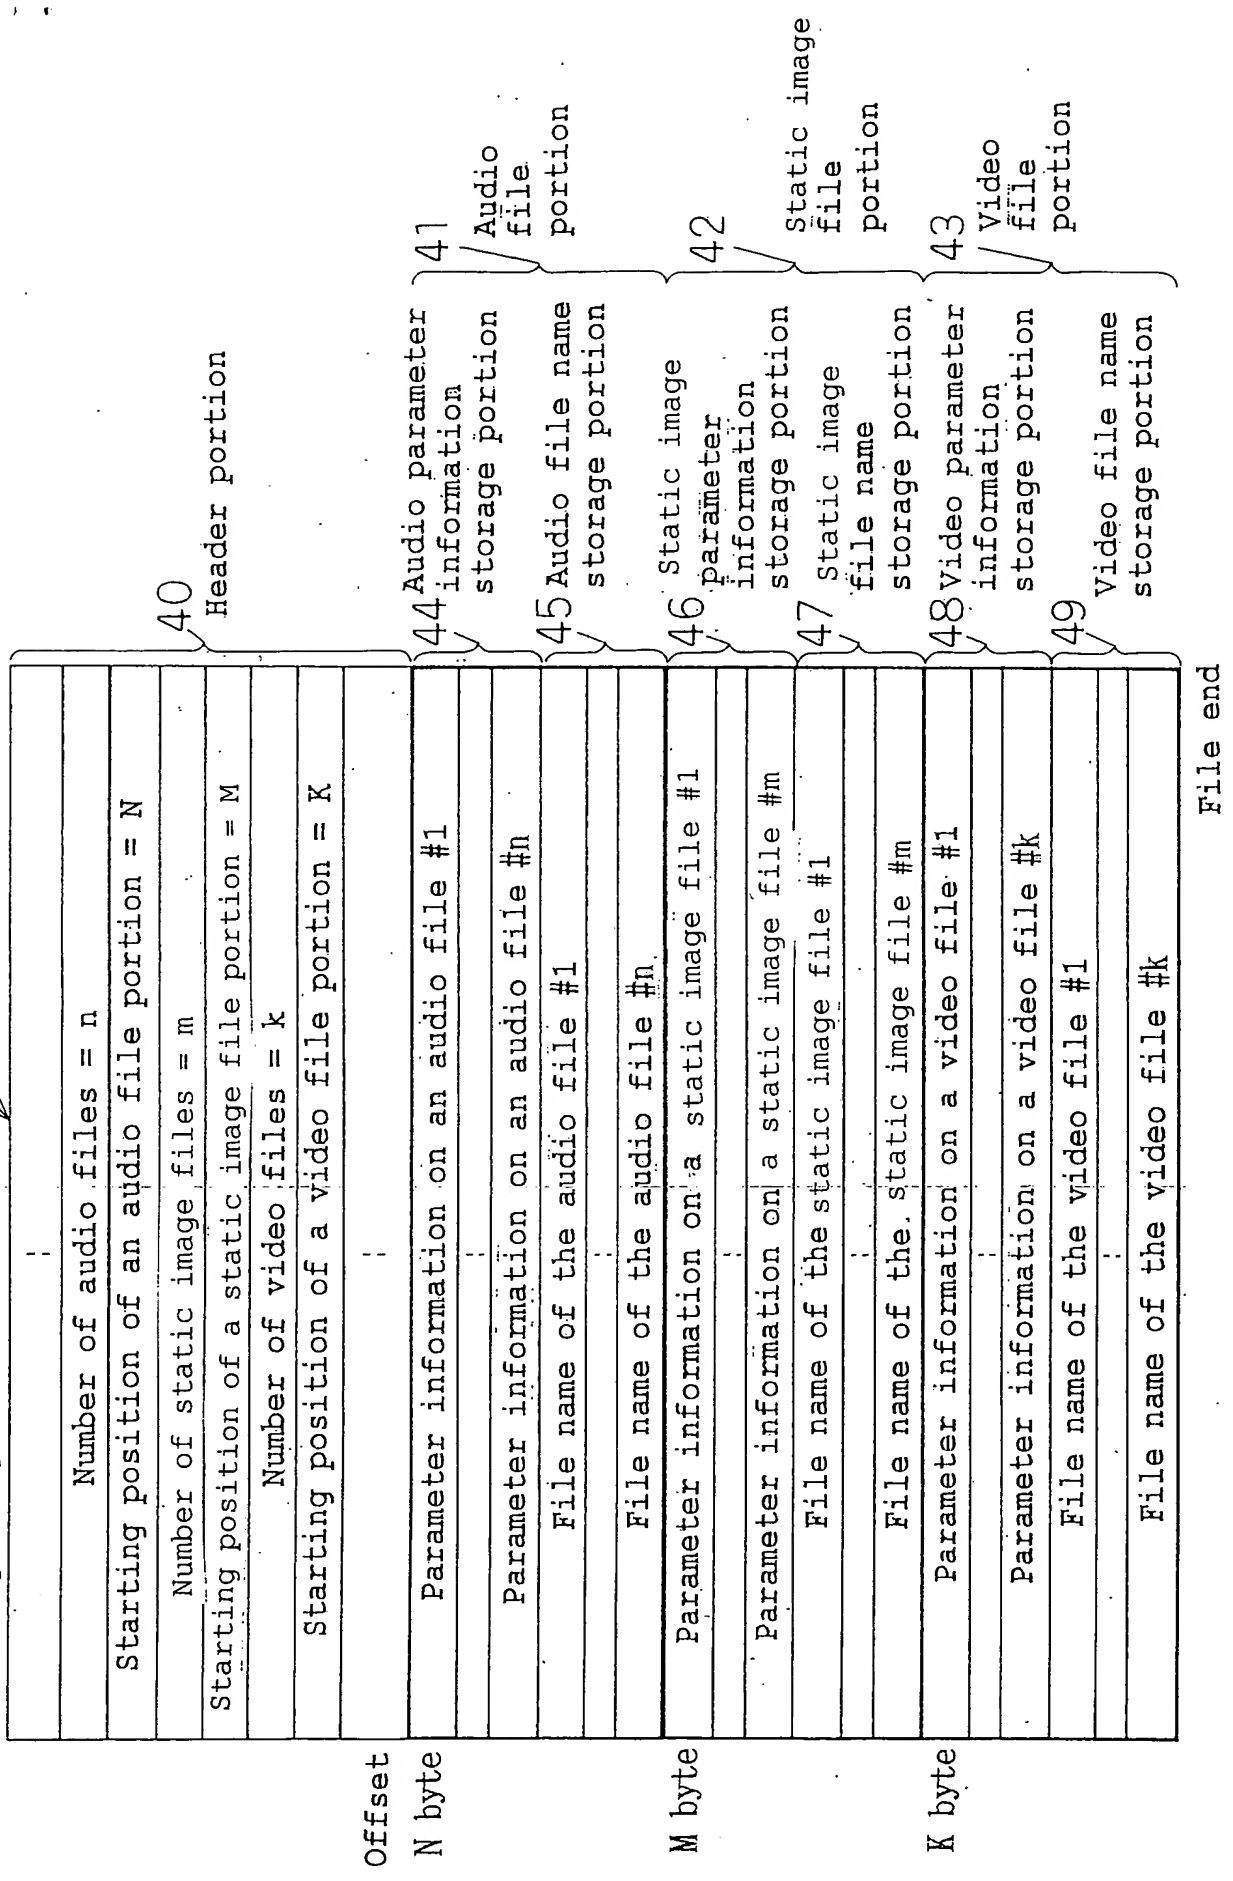 40
Header portion
Number of audio files = n
Starting position of an audio file portion = N
Number of static image files = m
Starting position of a static image file portion = M
Number of video files = k
Starting position of a video file portion = K
Offset
N byte
Parameter information on an audio file #1
Parameter information on an audio file #n
44
Audio parameter
information
storage portion
File name of the audio file #1
File name of the audio file #n
45
Audio file name
storage portion
41
Audio
file
portion
M byte
Parameter information on a static image file #1
Parameter information on a static image file #m
46
Static image
parameter
information
storage portion
File name of the static image file #1
File name of the static image file #m
47
Static image
file name
storage portion
42
Static image
file
portion
K byte
Parameter information on a video file #1
Parameter information on a video file #k
48
Video parameter
information
storage portion
File name of the video file #1
File name of the video file #k
49
Video file name
storage portion
43
Video
file
portion
File end